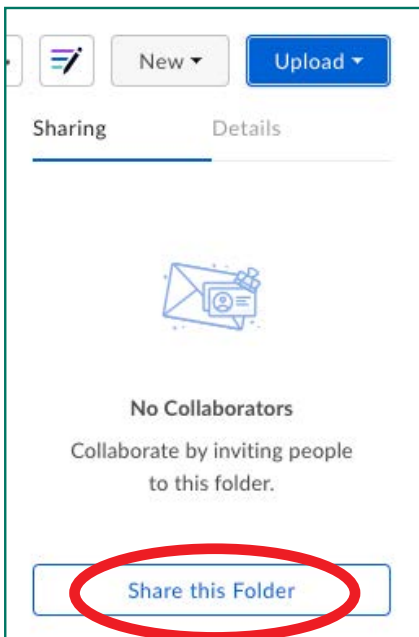 New Upload
Sharing Details
No Collaborators
Collaborate by inviting people
to this folder.
Share this Folder